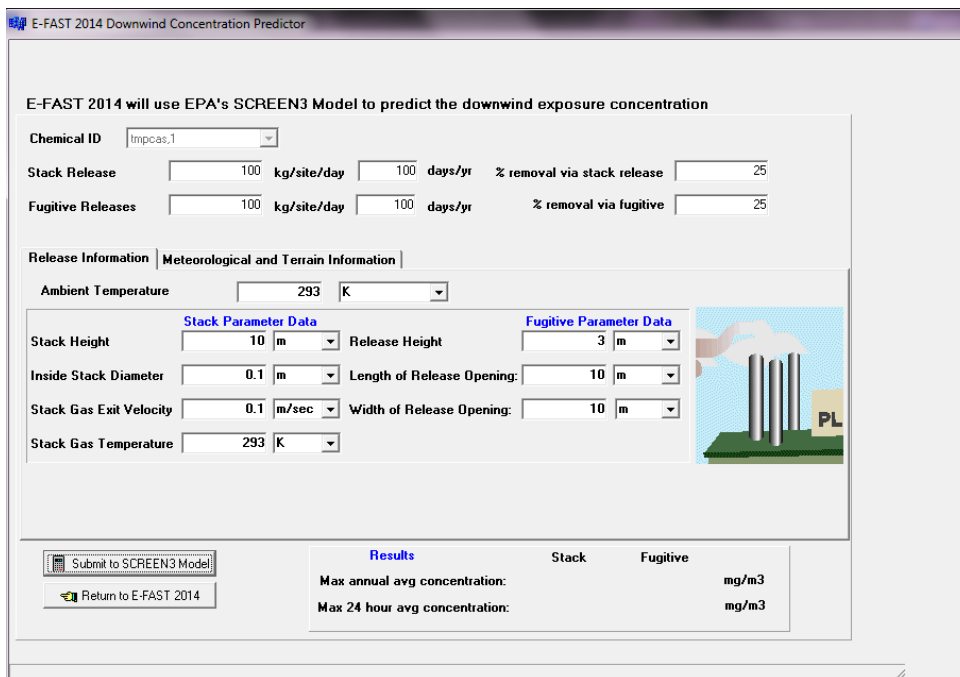 E-FAST 2014 Downwind Concentration Predictor
E-FAST 2014 will use EPA's SCREEN3 Model to predict the downwind exposure concentration
Chemical ID tmpcas,1
Stack Release 100 kg/site/day 100 days/yr % removal via stack release 25
Fugitive Releases 100 kg/site/day 100 days/yr % removal via fugitive 25
Release Information Meteorological and Terrain Information
Ambient Temperature 293 K
Stack Parameter Data Fugitive Parameter Data
Stack Height 10 m Release Height 3 m
Inside Stack Diameter 0.1 m Length of Release Opening: 10 m
Stack Gas Exit Velocity 0.1 m/sec Width of Release Opening: 10 m
PL
Stack Gas Temperature 293 K
Submit to SCREEN3 Model Results Stack Fugitive
Max annual avg concentration: mg/m3
Return to E-FAST 2014
Max 24 hour avg concentration: mg/m3